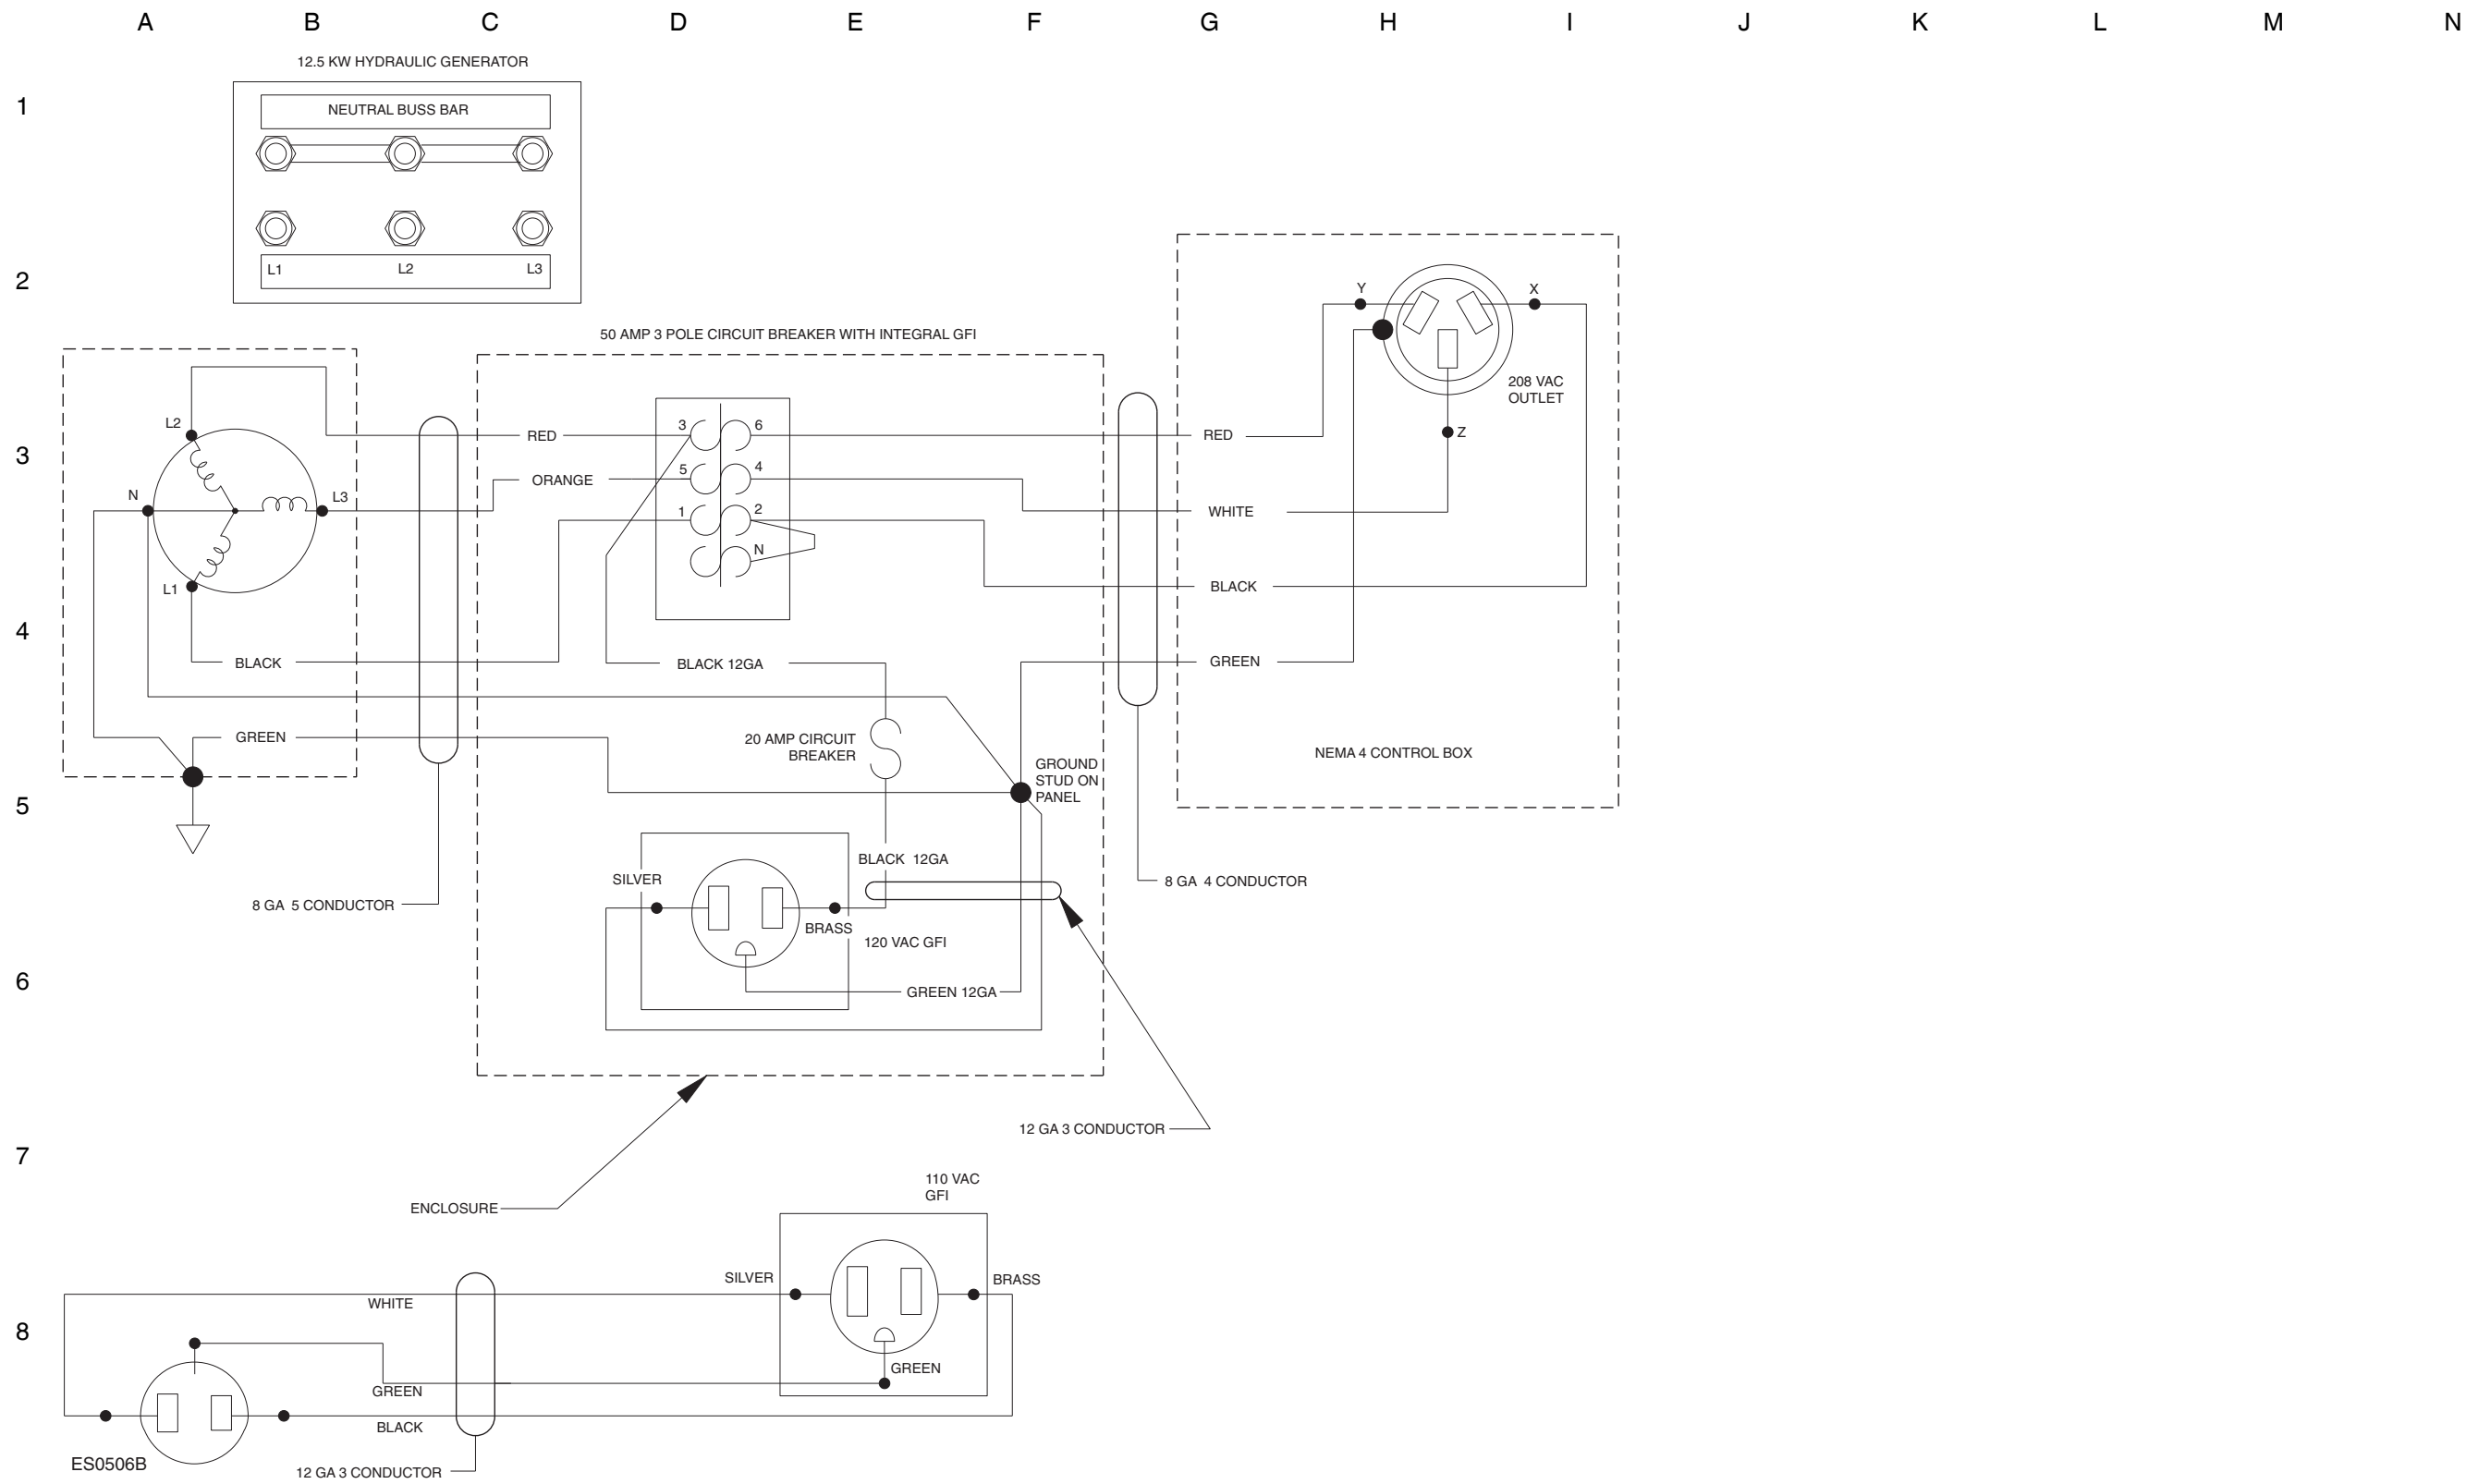 A B C D E F G H I J K L M N
12.5 KW HYDRAULIC GENERATOR
1
NEUTRAL BUSS BAR
2
L1 L2 L3
Y X
50 AMP 3 POLE CIRCUIT BREAKER WITH INTEGRAL GFI
208 VAC
OUTLET
L2
3 6
RED
RED
Z
3
5 4
ORANGE
N L3
1 2
WHITE
N
L1
BLACK
4
BLACK
BLACK 12GA
GREEN
GREEN
20 AMP CIRCUIT
BREAKER
NEMA 4 CONTROL BOX
GROUND
STUD ON
PANEL
5
BLACK 12GA
SILVER
8 GA 4 CONDUCTOR
8 GA 5 CONDUCTOR
BRASS
120 VAC GFI
6
GREEN 12GA
12 GA 3 CONDUCTOR
7
110 VAC
GFI
ENCLOSURE
SILVER
BRASS
WHITE
8
GREEN
GREEN
BLACK
ES0506B
12 GA 3 CONDUCTOR